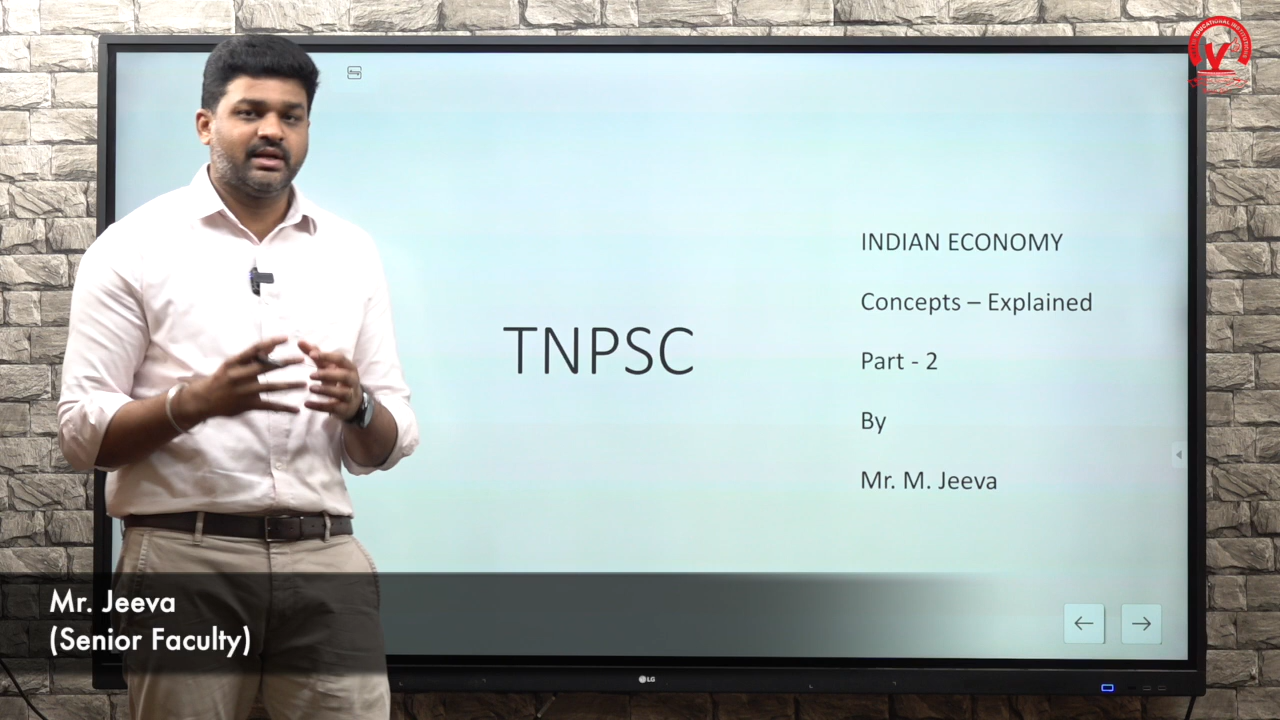 TNPSC
INDIAN ECONOMY
Concepts – Explained
Part - 2
By
Mr. M. Jeeva
Mr. Jeeva
(Senior Faculty)
LG